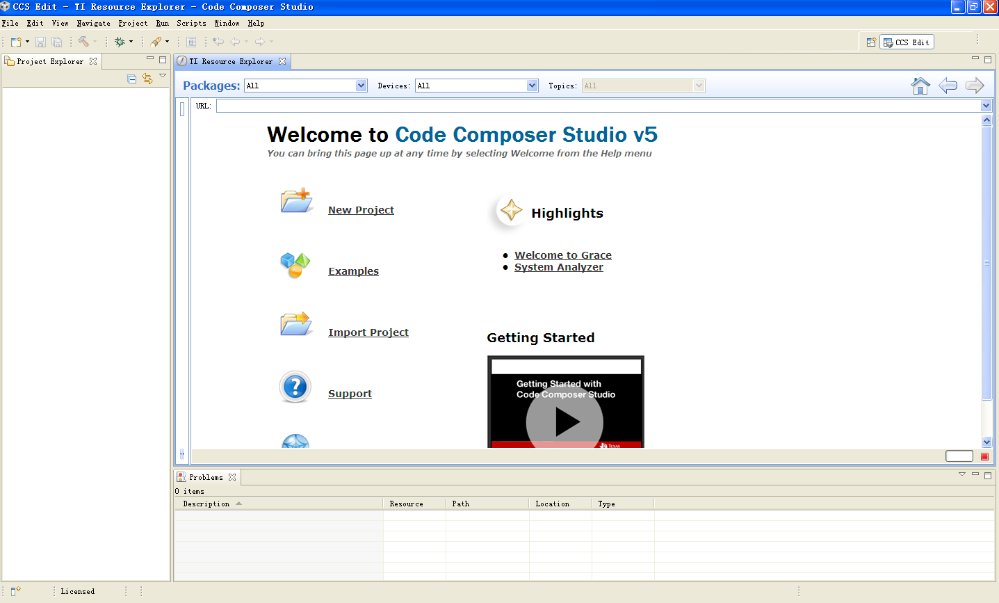 CCS Edit - TI Resource Explorer - Code Composer Studio
File Edit View Navigate Project Run Scripts Window Help
CCS Edit
Project Explorer
TI Resource Explorer
Packages: All Devices: All Topics: All
URL:
Welcome to Code Composer Studio v5
You can bring this page up at any time by selecting Welcome from the Help menu
New Project
Examples
Import Project
Support
Highlights
Welcome to Grace
System Analyzer
Getting Started
Getting Started with
Code Composer Studio
TEXAS
Problems
0 items
Description Resource Path Location Type
Licensed